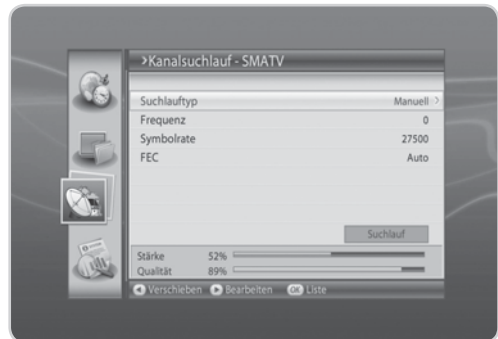 >Kanalsuchlauf - SMATV
Suchlauftyp Manuell >
Frequenz 0
Symbolrate 27500
FEC Auto
Suchlauf
Stärke 52%
Qualität 89%
Verschieben Bearbeiten OK Liste